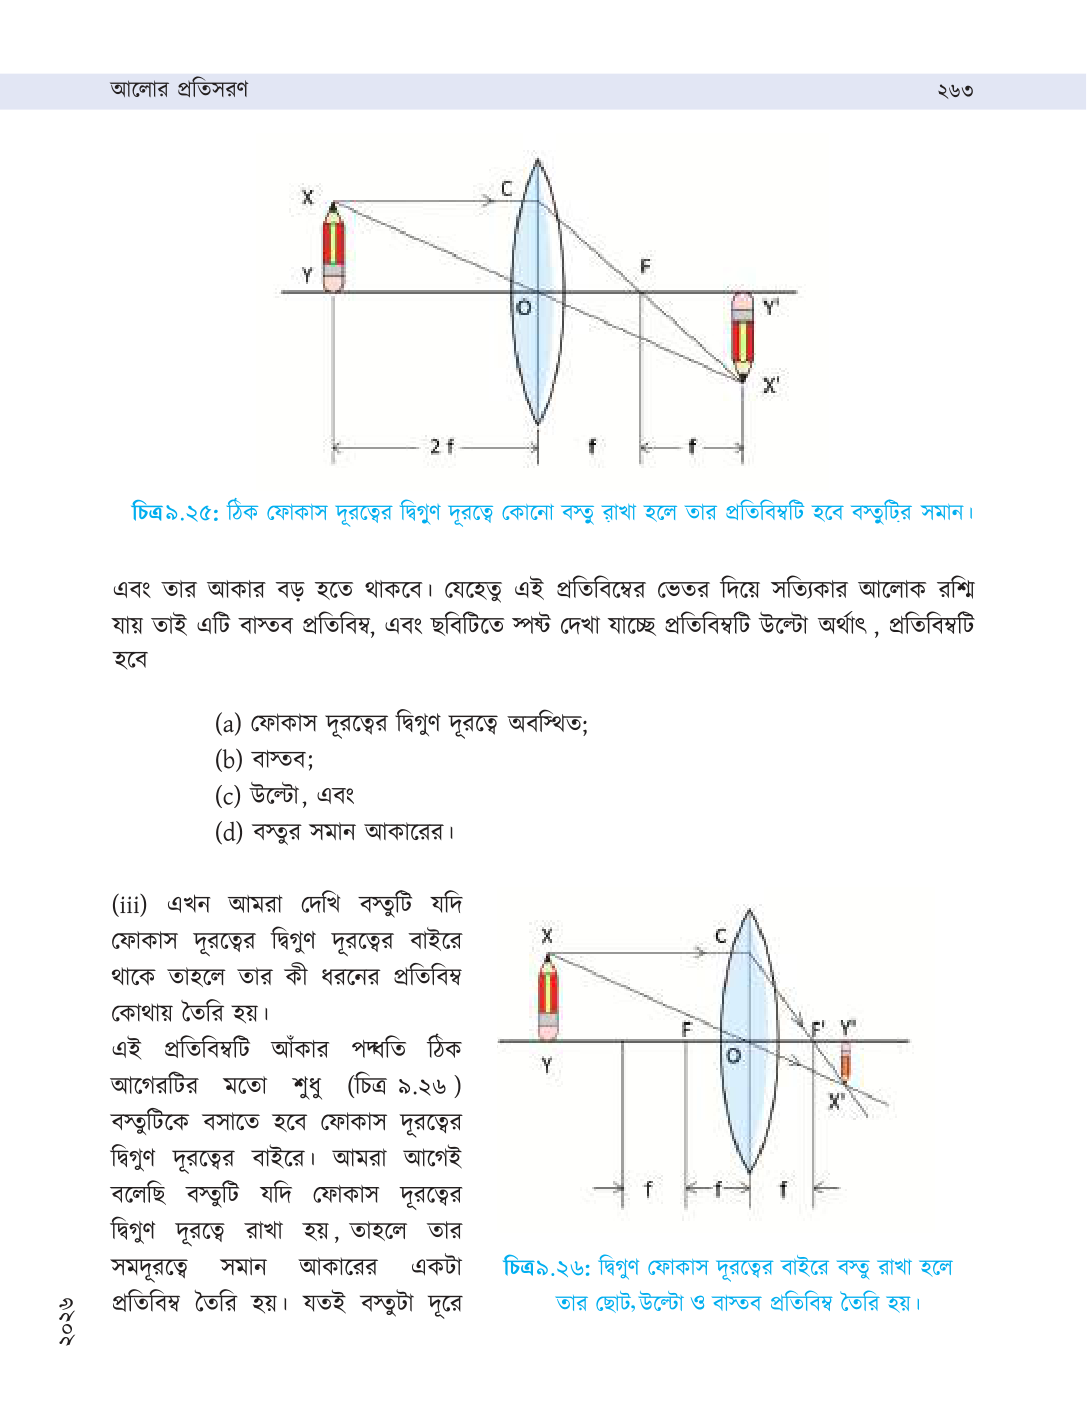 আলোর প্রতিসরণ ২৬৩
X
C
Y
F
O
Y'
X'
2 f f f
চিত্র৯.২৫: ঠিক ফোকাস দূরত্বের দ্বিগুণ দূরত্বে কোনো বস্তু রাখা হলে তার প্রতিবিম্বটি হবে বস্তুটির সমান।
এবং তার আকার বড় হতে থাকবে। যেহেতু এই প্রতিবিম্বের ভেতর দিয়ে সত্যিকার আলোক রশ্মি
যায় তাই এটি বাস্তব প্রতিবিম্ব, এবং ছবিটিতে স্পষ্ট দেখা যাচ্ছে প্রতিবিম্বটি উল্টো অর্থাৎ , প্রতিবিম্বটি
হবে
(a) ফোকাস দূরত্বের দ্বিগুণ দূরত্বে অবস্থিত;
(b) বাস্তব;
(c) উল্টো, এবং
(d) বস্তুর সমান আকারের।
(iii) এখন আমরা দেখি বস্তুটি যদি
ফোকাস দূরত্বের দ্বিগুণ দূরত্বের বাইরে
থাকে তাহলে তার কী ধরনের প্রতিবিম্ব
কোথায় তৈরি হয়।
এই প্রতিবিম্বটি আঁকার পদ্ধতি ঠিক
আগেরটির মতো শুধু (চিত্র ৯.২৬ )
বস্তুটিকে বসাতে হবে ফোকাস দূরত্বের
দ্বিগুণ দূরত্বের বাইরে। আমরা আগেই
বলেছি বস্তুটি যদি ফোকাস দূরত্বের
দ্বিগুণ দূরত্বে রাখা হয়, তাহলে তার
সমদূরত্বে সমান আকারের একটা
প্রতিবিম্ব তৈরি হয়। যতই বস্তুটা দূরে
X C
F F' Y'
Y O
X'
f f f
চিত্র৯.২৬: দ্বিগুণ ফোকাস দূরত্বের বাইরে বস্তু রাখা হলে
তার ছোট, উল্টো ও বাস্তব প্রতিবিম্ব তৈরি হয়।
২০২৬